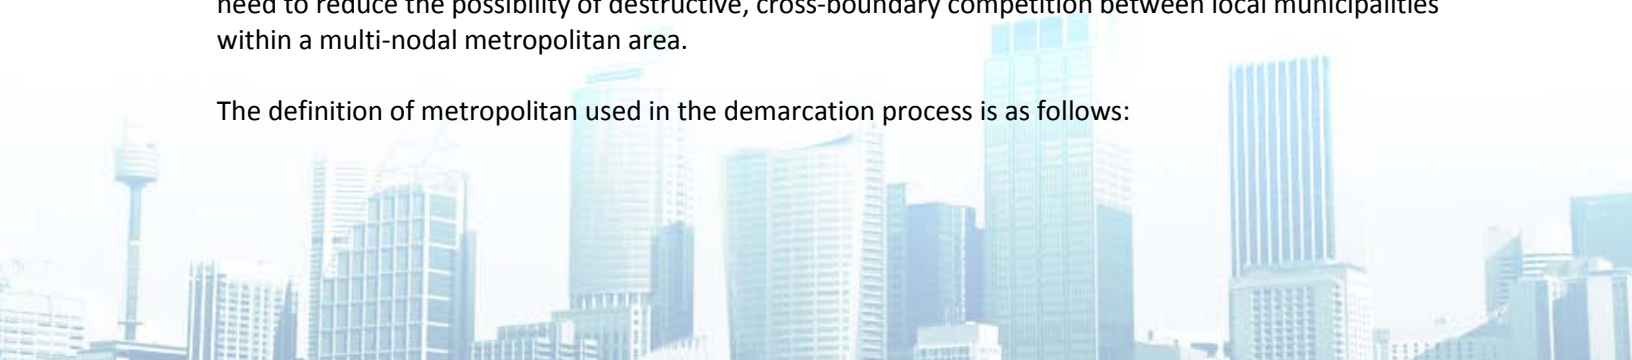 need to reduce the possibility of destructive, cross-boundary competition between local municipalities
within a multi-nodal metropolitan area.
The definition of metropolitan used in the demarcation process is as follows: